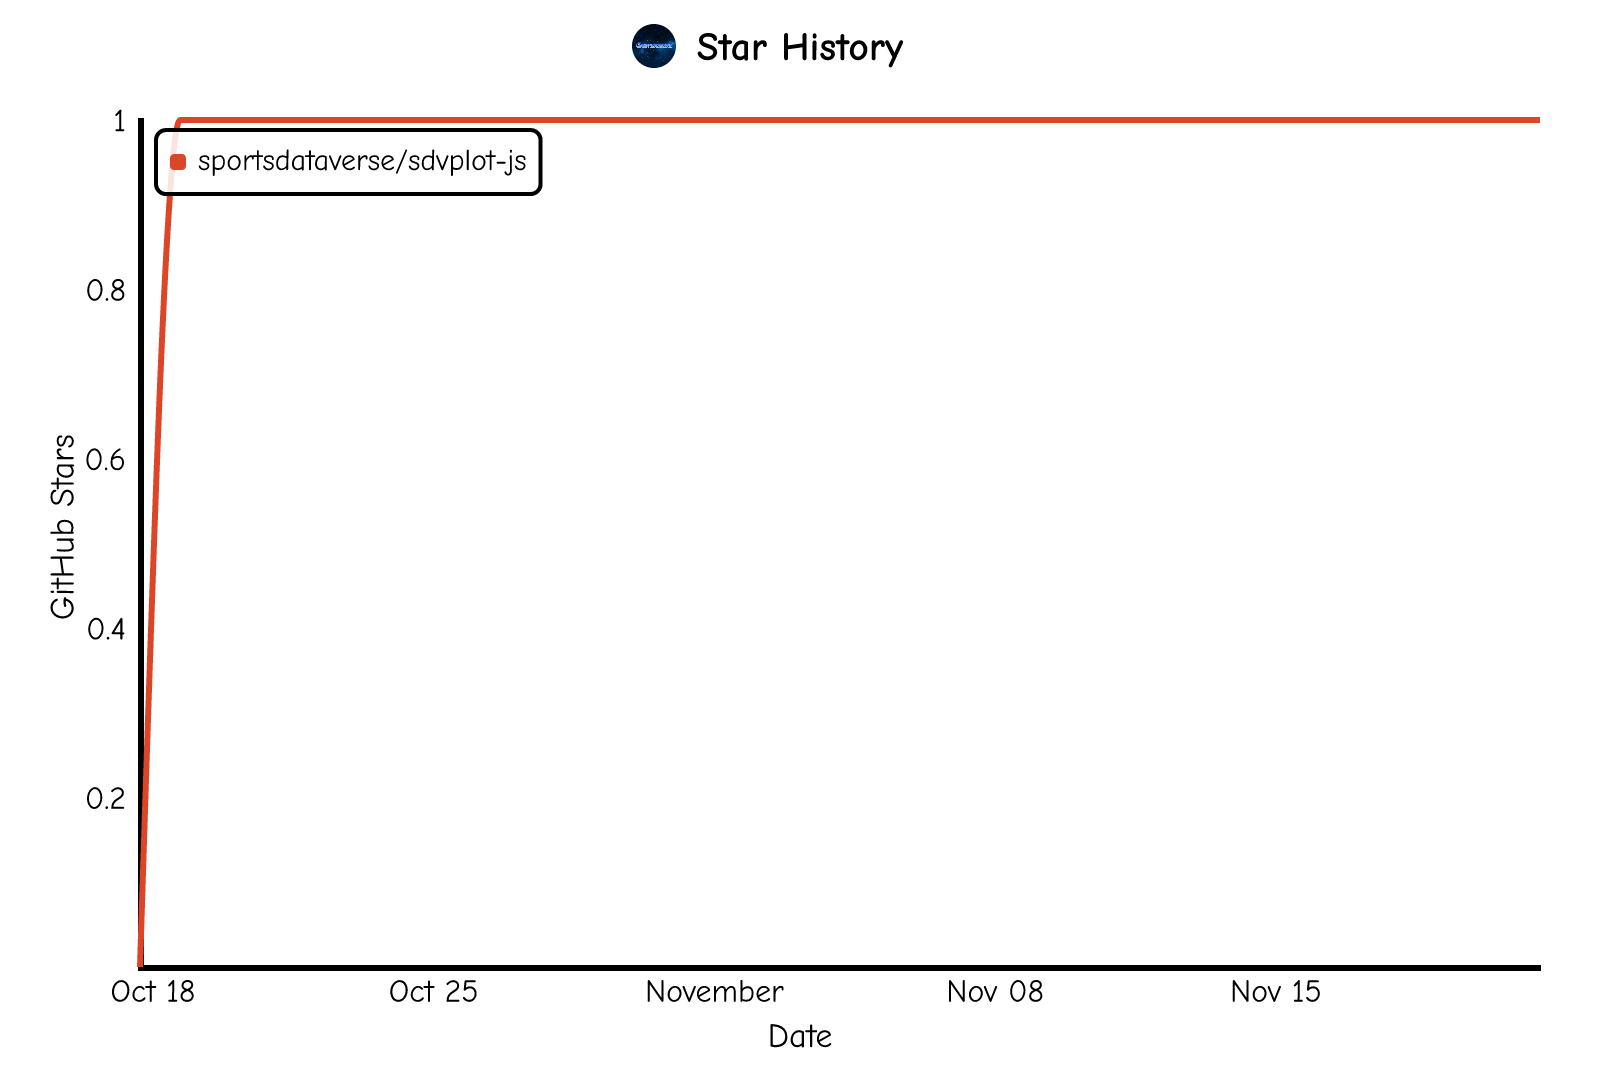 Star History
1
sportsdataverse/sdvplot-js
0.8
0.6
0.4
0.2
GitHub Stars
Oct 18
Oct 25
November
Nov 08
Nov 15
Date